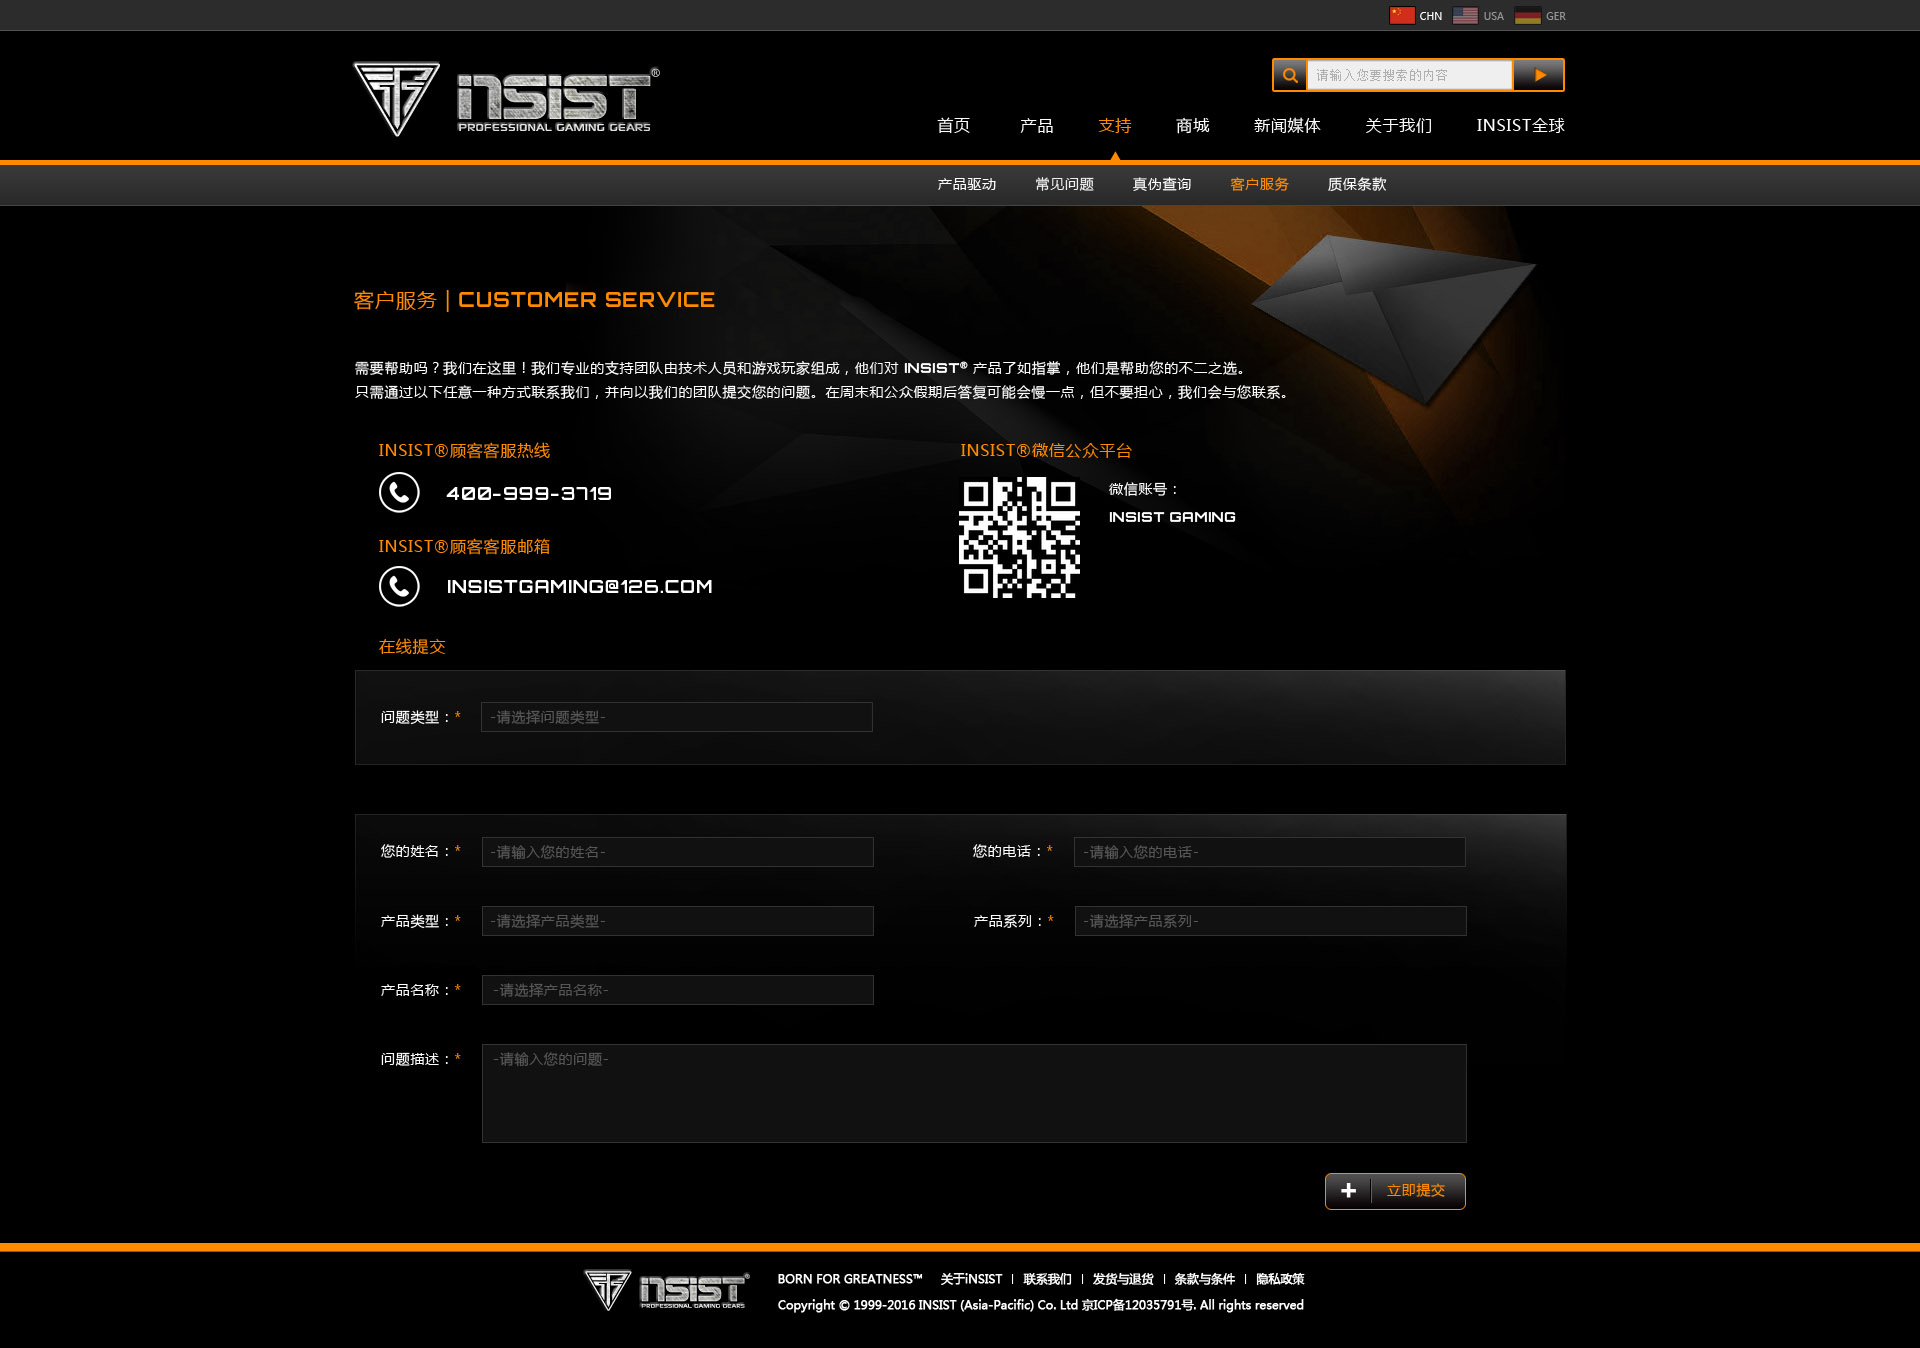 CHN USA GER
iNSIST®
PROFESSIONAL GAMING GEARS
请输入您要搜索的内容
首页 产品 支持 商城 新闻媒体 关于我们 INSIST全球
产品驱动 常见问题 真伪查询 客户服务 质保条款
客户服务 | CUSTOMER SERVICE
需要帮助吗？我们在这里！我们专业的支持团队由技术人员和游戏玩家组成，他们对 INSIST® 产品了如指掌，他们是帮助您的不二之选。
只需通过以下任意一种方式联系我们，并向以我们的团队提交您的问题。在周末和公众假期后答复可能会慢一点，但不要担心，我们会与您联系。
INSIST®顾客客服热线
400-999-3719
INSIST®顾客客服邮箱
INSISTGAMING@126.COM
INSIST®微信公众平台
微信账号：
INSIST GAMING
在线提交
问题类型：* -请选择问题类型-
您的姓名：* -请输入您的姓名- 您的电话：* -请输入您的电话-
产品类型：* -请选择产品类型- 产品系列：* -请选择产品系列-
产品名称：* -请选择产品名称-
问题描述：* -请输入您的问题-
立即提交
iNSIST®
PROFESSIONAL GAMING GEARS
BORN FOR GREATNESS™ 关于iNSIST | 联系我们 | 发货与退货 | 条款与条件 | 隐私政策
Copyright © 1999-2016 INSIST (Asia-Pacific) Co. Ltd 京ICP备12035791号. All rights reserved